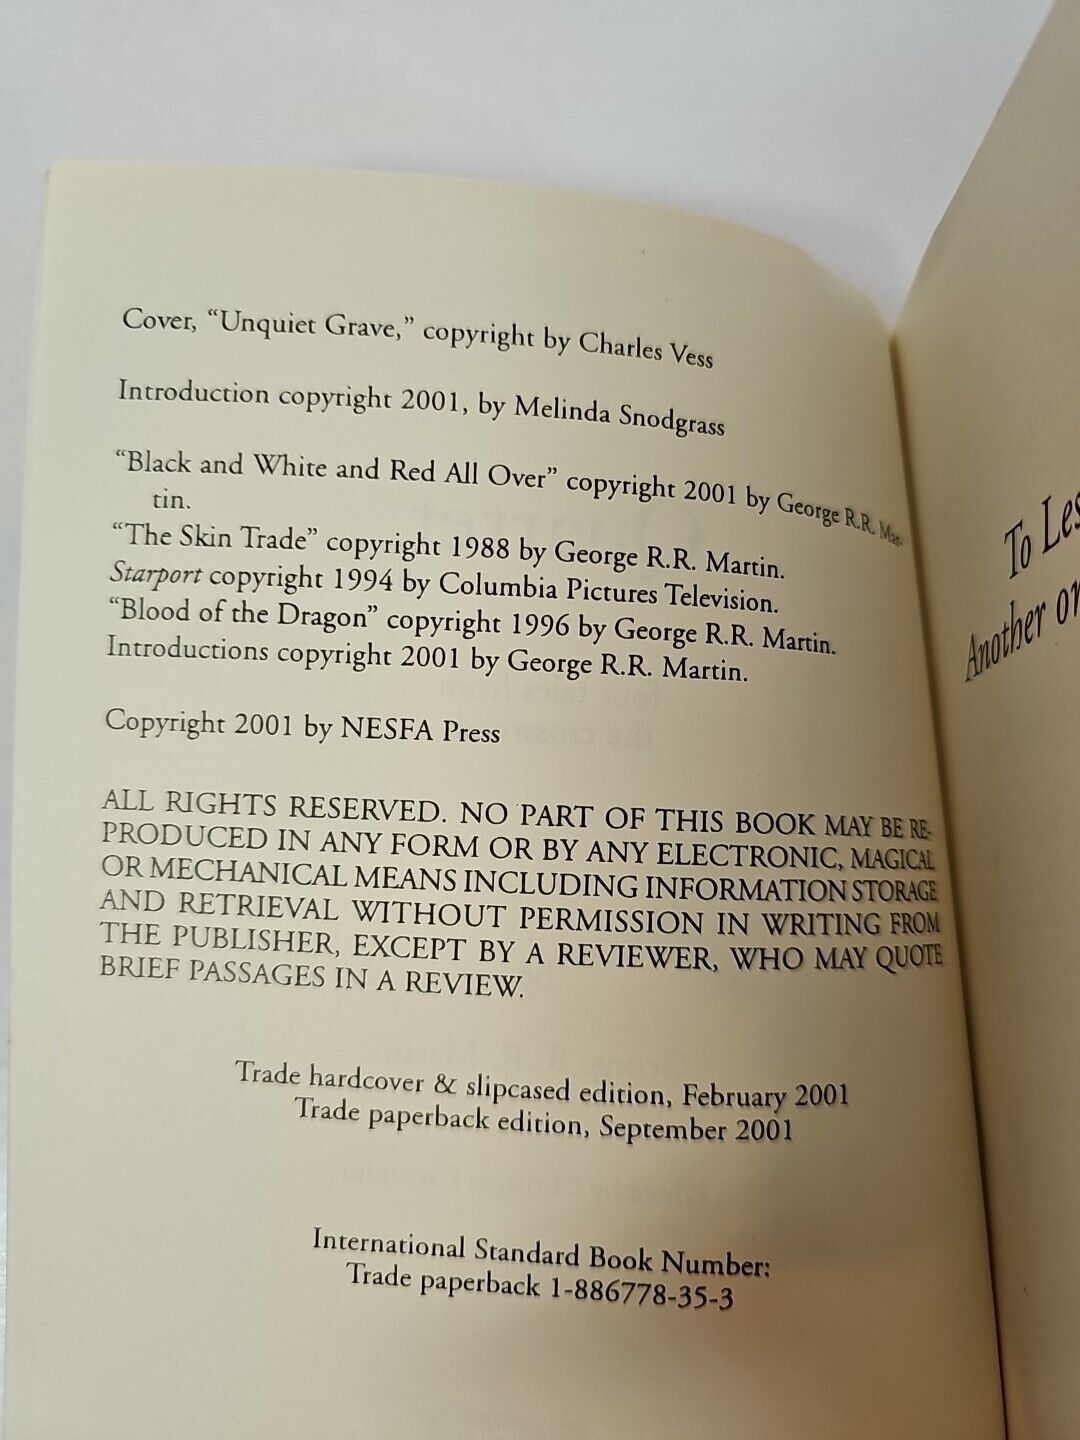 Cover, “Unquiet Grave,” copyright by Charles Vess
Introduction copyright 2001, by Melinda Snodgrass
“Black and White and Red All Over” copyright 2001 by George R.R. Mar-
tin.
“The Skin Trade” copyright 1988 by George R.R. Martin.
Starport copyright 1994 by Columbia Pictures Television.
“Blood of the Dragon” copyright 1996 by George R.R. Martin.
Introductions copyright 2001 by George R.R. Martin.
Copyright 2001 by NESFA Press
ALL RIGHTS RESERVED. NO PART OF THIS BOOK MAY BE RE-
PRODUCED IN ANY FORM OR BY ANY ELECTRONIC, MAGICAL
OR MECHANICAL MEANS INCLUDING INFORMATION STORAGE
AND RETRIEVAL WITHOUT PERMISSION IN WRITING FROM
THE PUBLISHER, EXCEPT BY A REVIEWER, WHO MAY QUOTE
BRIEF PASSAGES IN A REVIEW.
Trade hardcover & slipcased edition, February 2001
Trade paperback edition, September 2001
International Standard Book Number:
Trade paperback 1-886778-35-3
To Les
Another on